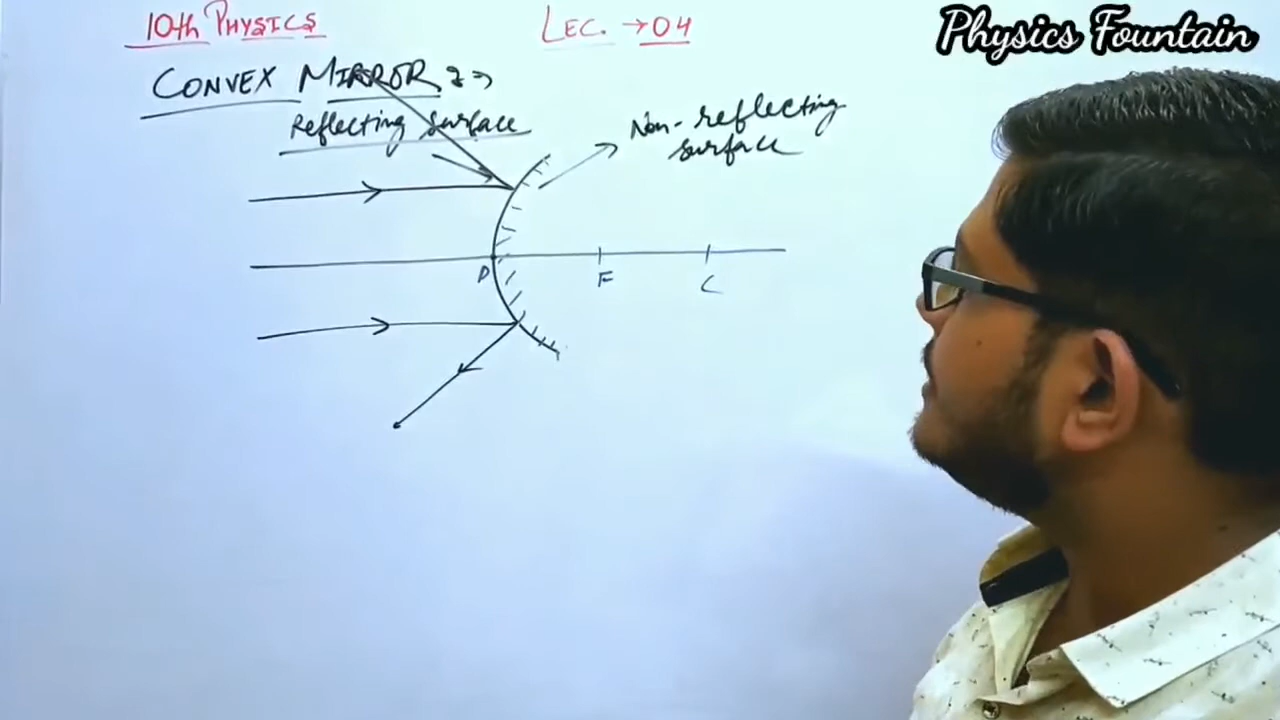 10th PHYSICS
LEC. → 04
Physics Fountain
CONVEX MIRROR :⇒
Reflecting surface
Non-reflecting
surface
P
F
C